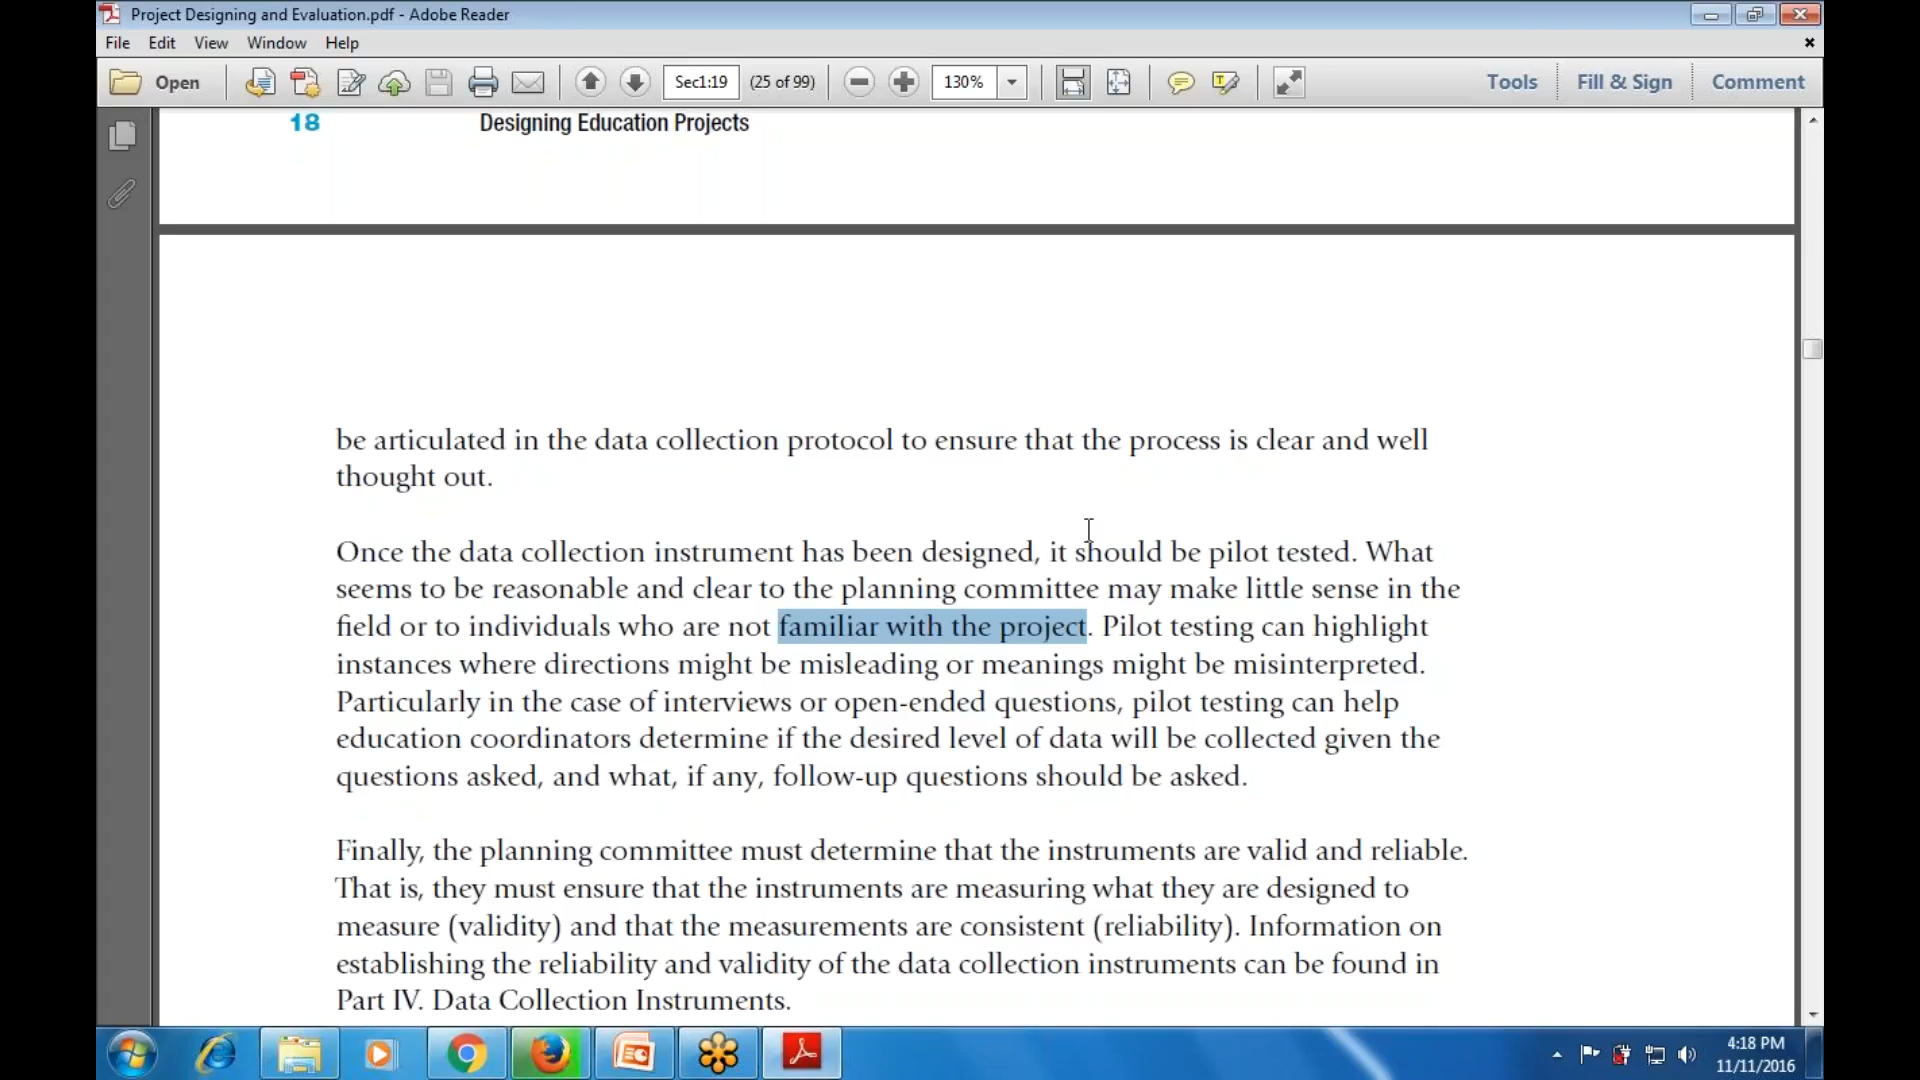 Project Designing and Evaluation.pdf - Adobe Reader
File Edit View Window Help
Open Sec1:19 (25 of 99) 130% Tools Fill & Sign Comment
18 Designing Education Projects
be articulated in the data collection protocol to ensure that the process is clear and well
thought out.
Once the data collection instrument has been designed, it should be pilot tested. What
seems to be reasonable and clear to the planning committee may make little sense in the
field or to individuals who are not familiar with the project. Pilot testing can highlight
instances where directions might be misleading or meanings might be misinterpreted.
Particularly in the case of interviews or open-ended questions, pilot testing can help
education coordinators determine if the desired level of data will be collected given the
questions asked, and what, if any, follow-up questions should be asked.
Finally, the planning committee must determine that the instruments are valid and reliable.
That is, they must ensure that the instruments are measuring what they are designed to
measure (validity) and that the measurements are consistent (reliability). Information on
establishing the reliability and validity of the data collection instruments can be found in
Part IV. Data Collection Instruments.
4:18 PM
11/11/2016